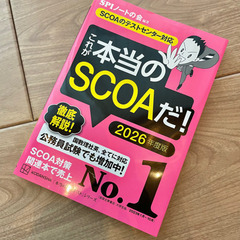 SPIノートの会 編著
SCOAのテストセンター対応
これが
本当の
SCOAだ!
2026年度版
徹底
解説!
国数理社英、全てに対応
公務員試験でも増加中!
SCOA対策
関連本で売上
No.1
KODANSHA